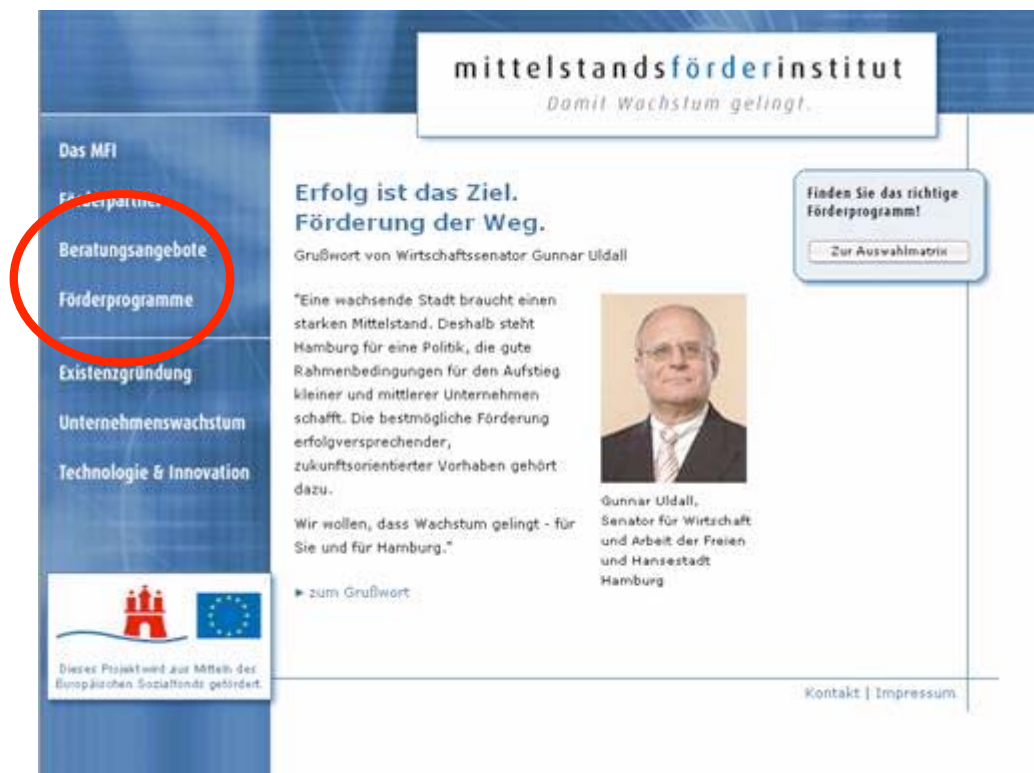 mittelstandsförderinstitut
Damit Wachstum gelingt.
Das MFI
Förderpartner
Beratungsangebote
Förderprogramme
Existenzgründung
Unternehmenswachstum
Technologie & Innovation
Erfolg ist das Ziel.
Förderung der Weg.
Grußwort von Wirtschaftssenator Gunnar Uldall
"Eine wachsende Stadt braucht einen
starken Mittelstand. Deshalb steht
Hamburg für eine Politik, die gute
Rahmenbedingungen für den Aufstieg
kleiner und mittlerer Unternehmen
schafft. Die bestmögliche Förderung
erfolgversprechender,
zukunftsorientierter Vorhaben gehört
dazu.
Wir wollen, dass Wachstum gelingt - für
Sie und für Hamburg."
► zum Grußwort
Gunnar Uldall,
Senator für Wirtschaft
und Arbeit der Freien
und Hansestadt
Hamburg
Finden Sie das richtige
Förderprogramm!
Zur Auswahlmatrix
Dieses Projekt wird aus Mitteln des
Europäischen Sozialfonds gefördert.
Kontakt | Impressum